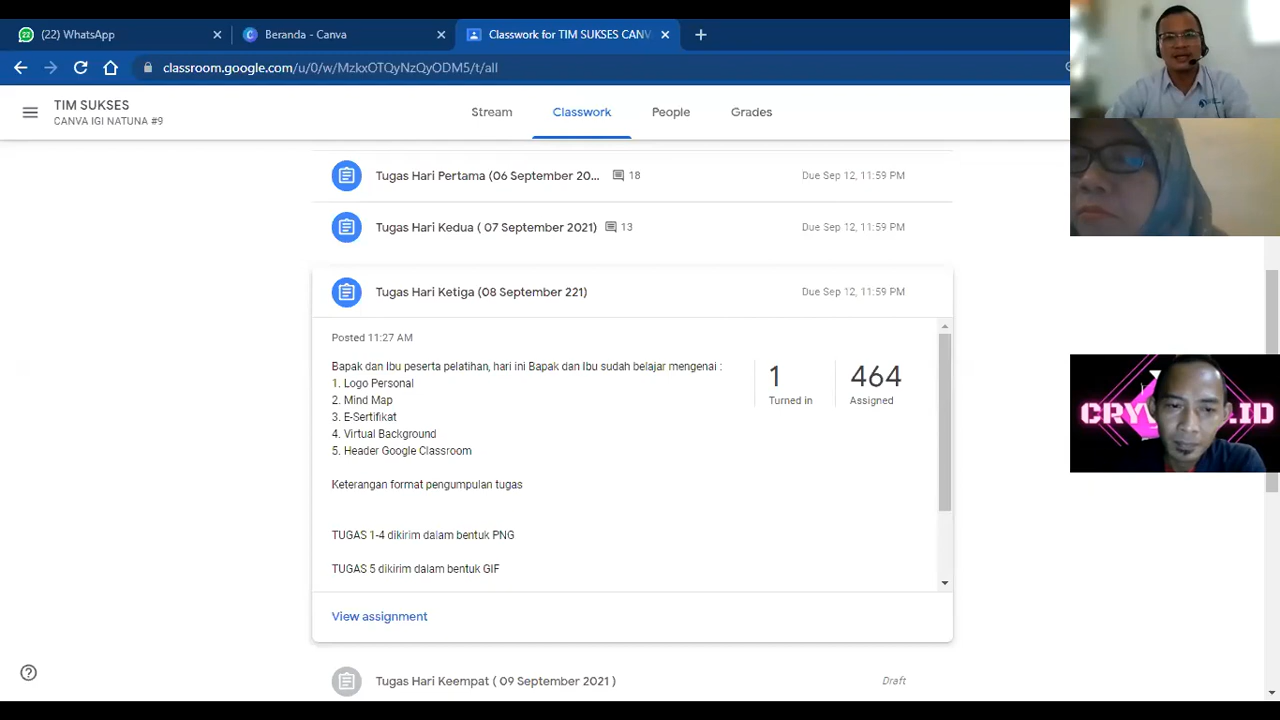 (22) WhatsApp
Beranda - Canva
Classwork for TIM SUKSES CANV
classroom.google.com/u/0/w/MzkxOTQyNzQyODM5/t/all
TIM SUKSES
CANVA IGI NATUNA #9
Stream
Classwork
People
Grades
Tugas Hari Pertama (06 September 20...
18
Due Sep 12, 11:59 PM
Tugas Hari Kedua ( 07 September 2021)
13
Due Sep 12, 11:59 PM
Tugas Hari Ketiga (08 September 221)
Due Sep 12, 11:59 PM
Posted 11:27 AM
Bapak dan Ibu peserta pelatihan, hari ini Bapak dan Ibu sudah belajar mengenai :
1. Logo Personal
2. Mind Map
3. E-Sertifikat
4. Virtual Background
5. Header Google Classroom
1
Turned in
464
Assigned
Keterangan format pengumpulan tugas
TUGAS 1-4 dikirim dalam bentuk PNG
TUGAS 5 dikirim dalam bentuk GIF
View assignment
Tugas Hari Keempat ( 09 September 2021 )
Draft